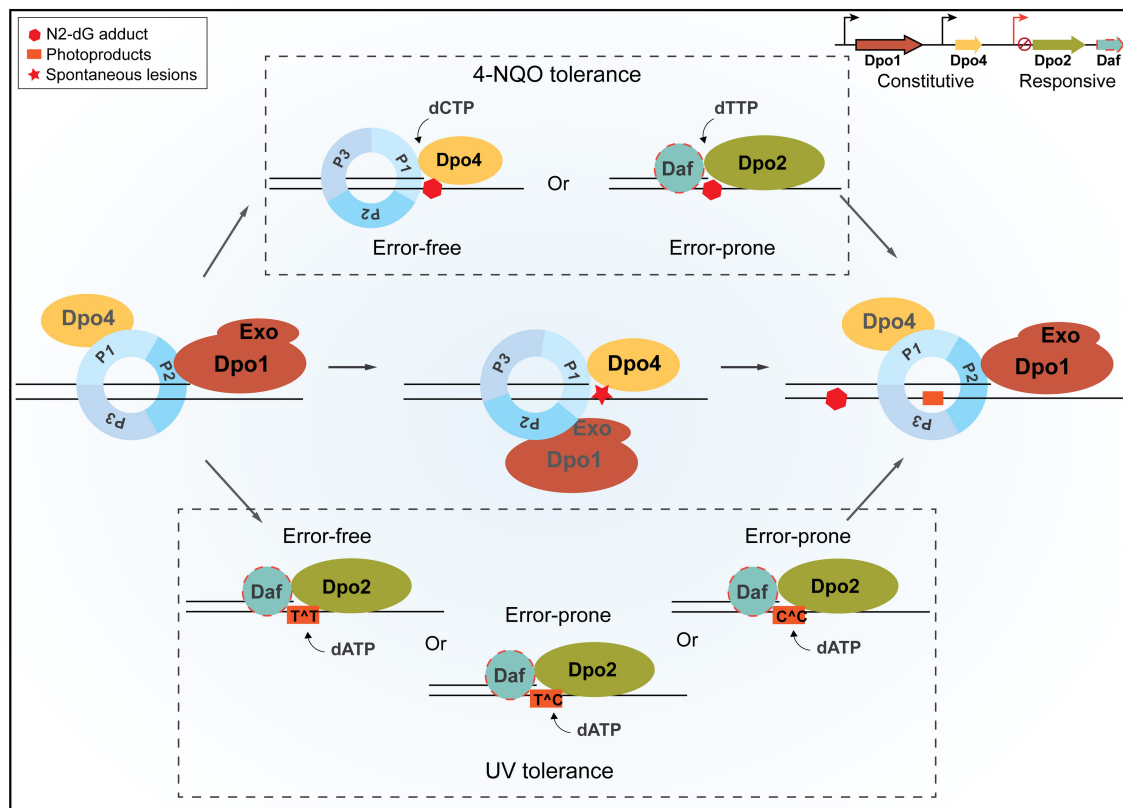 N2-dG adduct
Photoproducts
Spontaneous lesions
Dpo1
Dpo4
Dpo2
Daf
Constitutive
Responsive
4-NQO tolerance
dCTP
P3
P1
P2
Dpo4
Error-free
Or
dTTP
Daf
Dpo2
Error-prone
Dpo4
P1
P2
P3
Exo
Dpo1
P3
P1
P2
Dpo4
Exo
Dpo1
Dpo4
P1
P2
P3
Exo
Dpo1
Error-free
Daf
Dpo2
T^T
dATP
Or
Error-prone
Daf
Dpo2
T^C
dATP
Or
Error-prone
Daf
Dpo2
C^C
dATP
UV tolerance